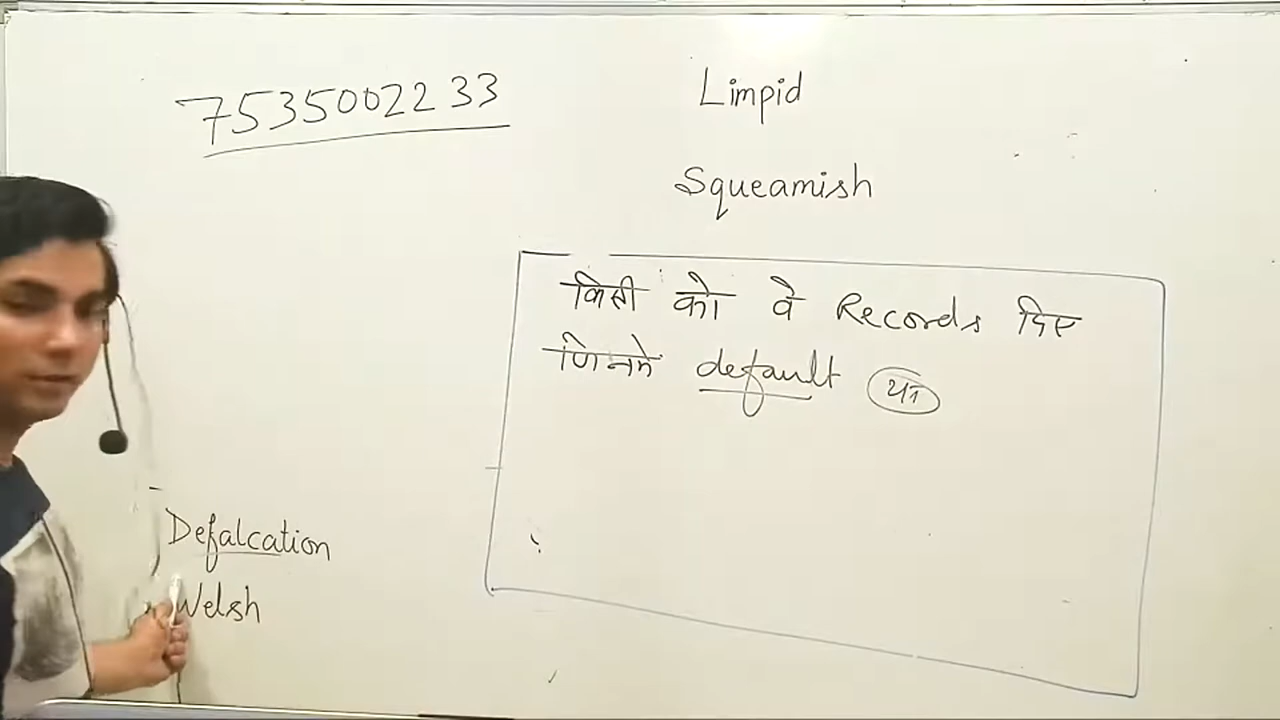 7535002233
Limpid
Squeamish
किसी को वे Records दिए
जिनमे default था
Defalcation
Welsh